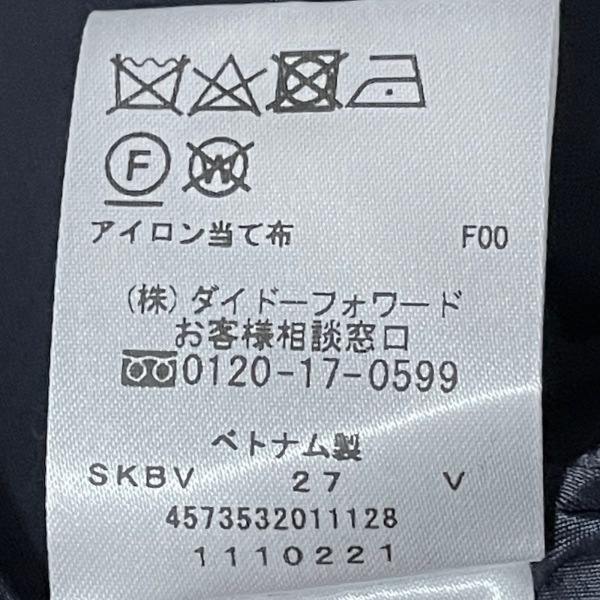 F W
アイロン当て布 F00
(株)ダイドーフォワード
お客様相談窓口
0120-17-0599
ベトナム製
SKBV 27 V
4573532011128
1110221